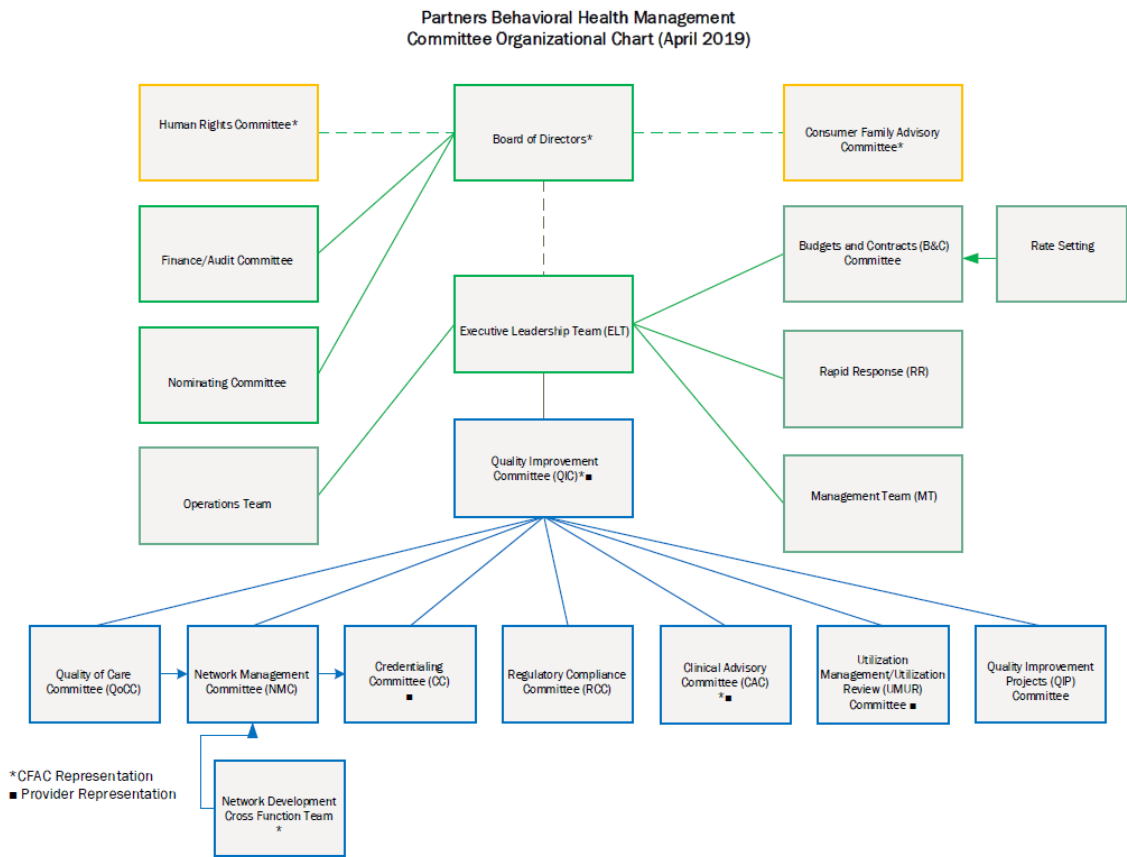 Partners Behavioral Health Management
Committee Organizational Chart (April 2019)
Human Rights Committee*
Board of Directors*
Consumer Family Advisory
Committee*
Finance/Audit Committee
Budgets and Contracts (B&C)
Committee
Rate Setting
Executive Leadership Team (ELT)
Nominating Committee
Rapid Response (RR)
Quality Improvement
Committee (QIC)*■
Operations Team
Management Team (MT)
Quality of Care
Committee (QoCC)
Network Management
Committee (NMC)
Credentialing
Committee (CC)
■
Regulatory Compliance
Committee (RCC)
Clinical Advisory
Committee (CAC)
*■
Utilization
Management/Utilization
Review (UMUR)
Committee ■
Quality Improvement
Projects (QIP)
Committee
*CFAC Representation
■ Provider Representation
Network Development
Cross Function Team
*